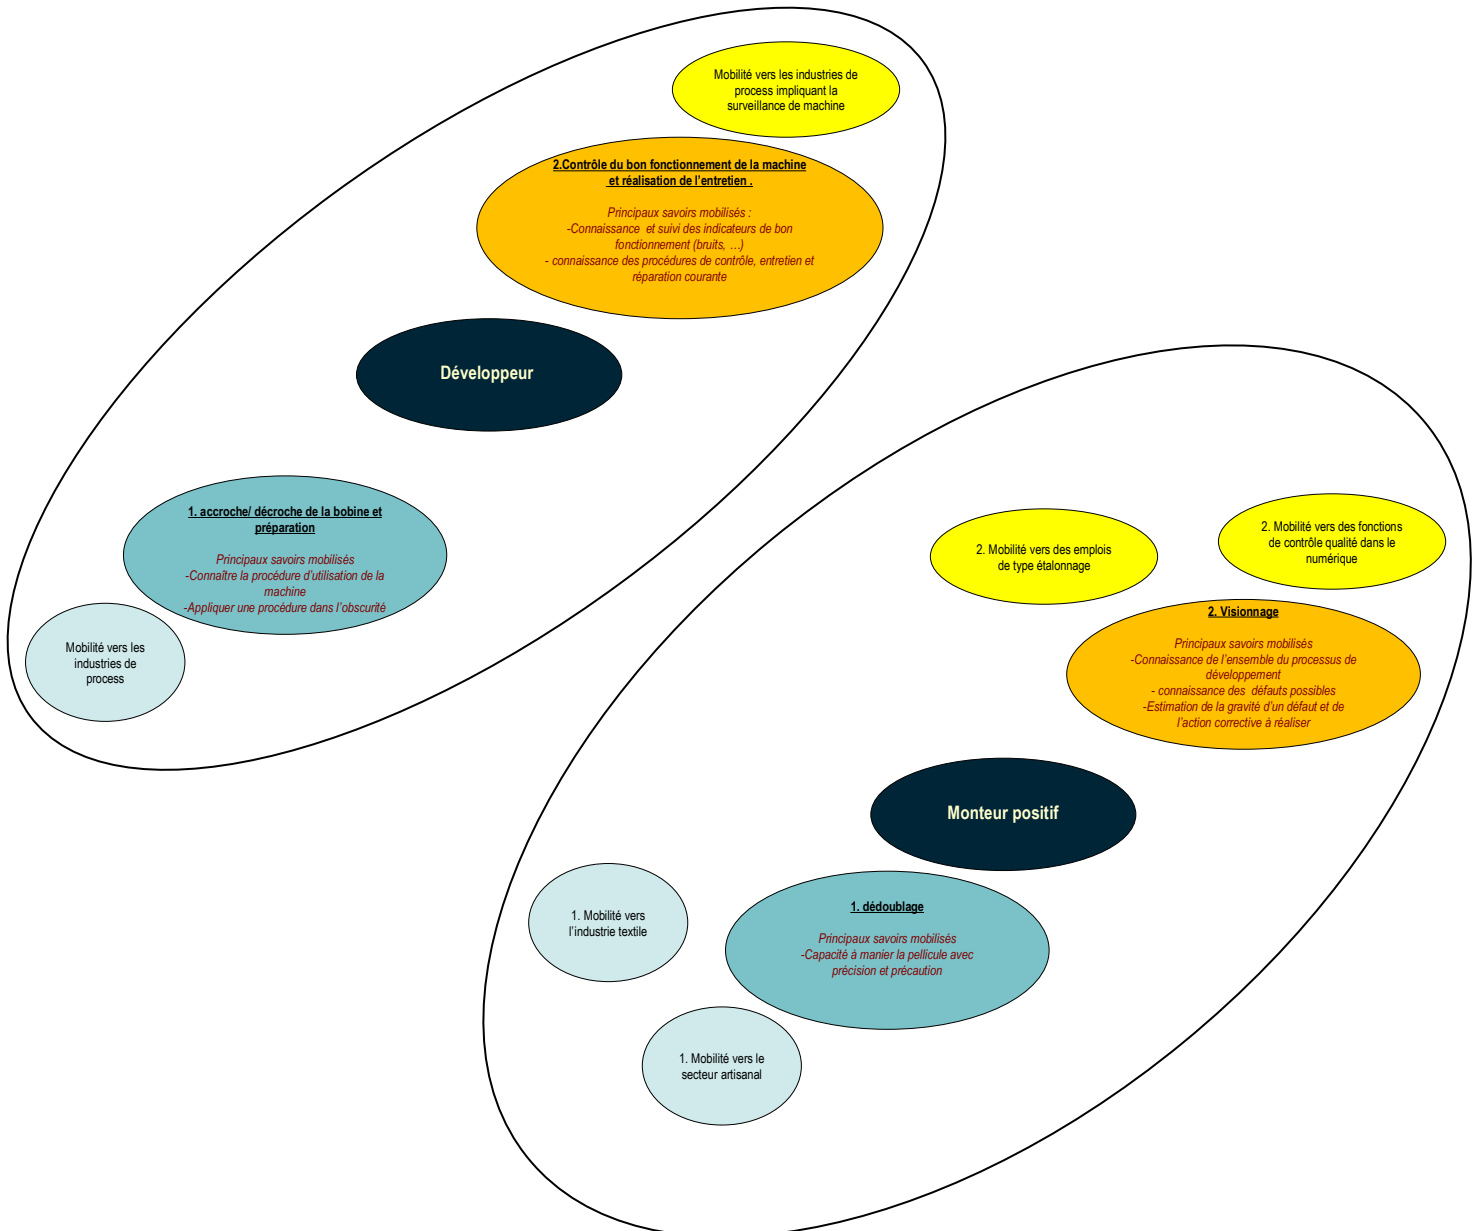 Mobilité vers les industries de
process impliquant la
surveillance de machine
2.Contrôle du bon fonctionnement de la machine
et réalisation de l'entretien .
Principaux savoirs mobilisés :
-Connaissance et suivi des indicateurs de bon
fonctionnement (bruits, …)
- connaissance des procédures de contrôle, entretien et
réparation courante
Développeur
1. accroche/ décroche de la bobine et
préparation
Principaux savoirs mobilisés
-Connaître la procédure d'utilisation de la
machine
-Appliquer une procédure dans l'obscurité
Mobilité vers les
industries de
process
2. Mobilité vers des emplois
de type étalonnage
2. Mobilité vers des fonctions
de contrôle qualité dans le
numérique
2. Visionnage
Principaux savoirs mobilisés
-Connaissance de l'ensemble du processus de
développement
- connaissance des défauts possibles
-Estimation de la gravité d'un défaut et de
l'action corrective à réaliser
Monteur positif
1. Mobilité vers
l'industrie textile
1. dédoublage
Principaux savoirs mobilisés
-Capacité à manier la pellicule avec
précision et précaution
1. Mobilité vers le
secteur artisanal